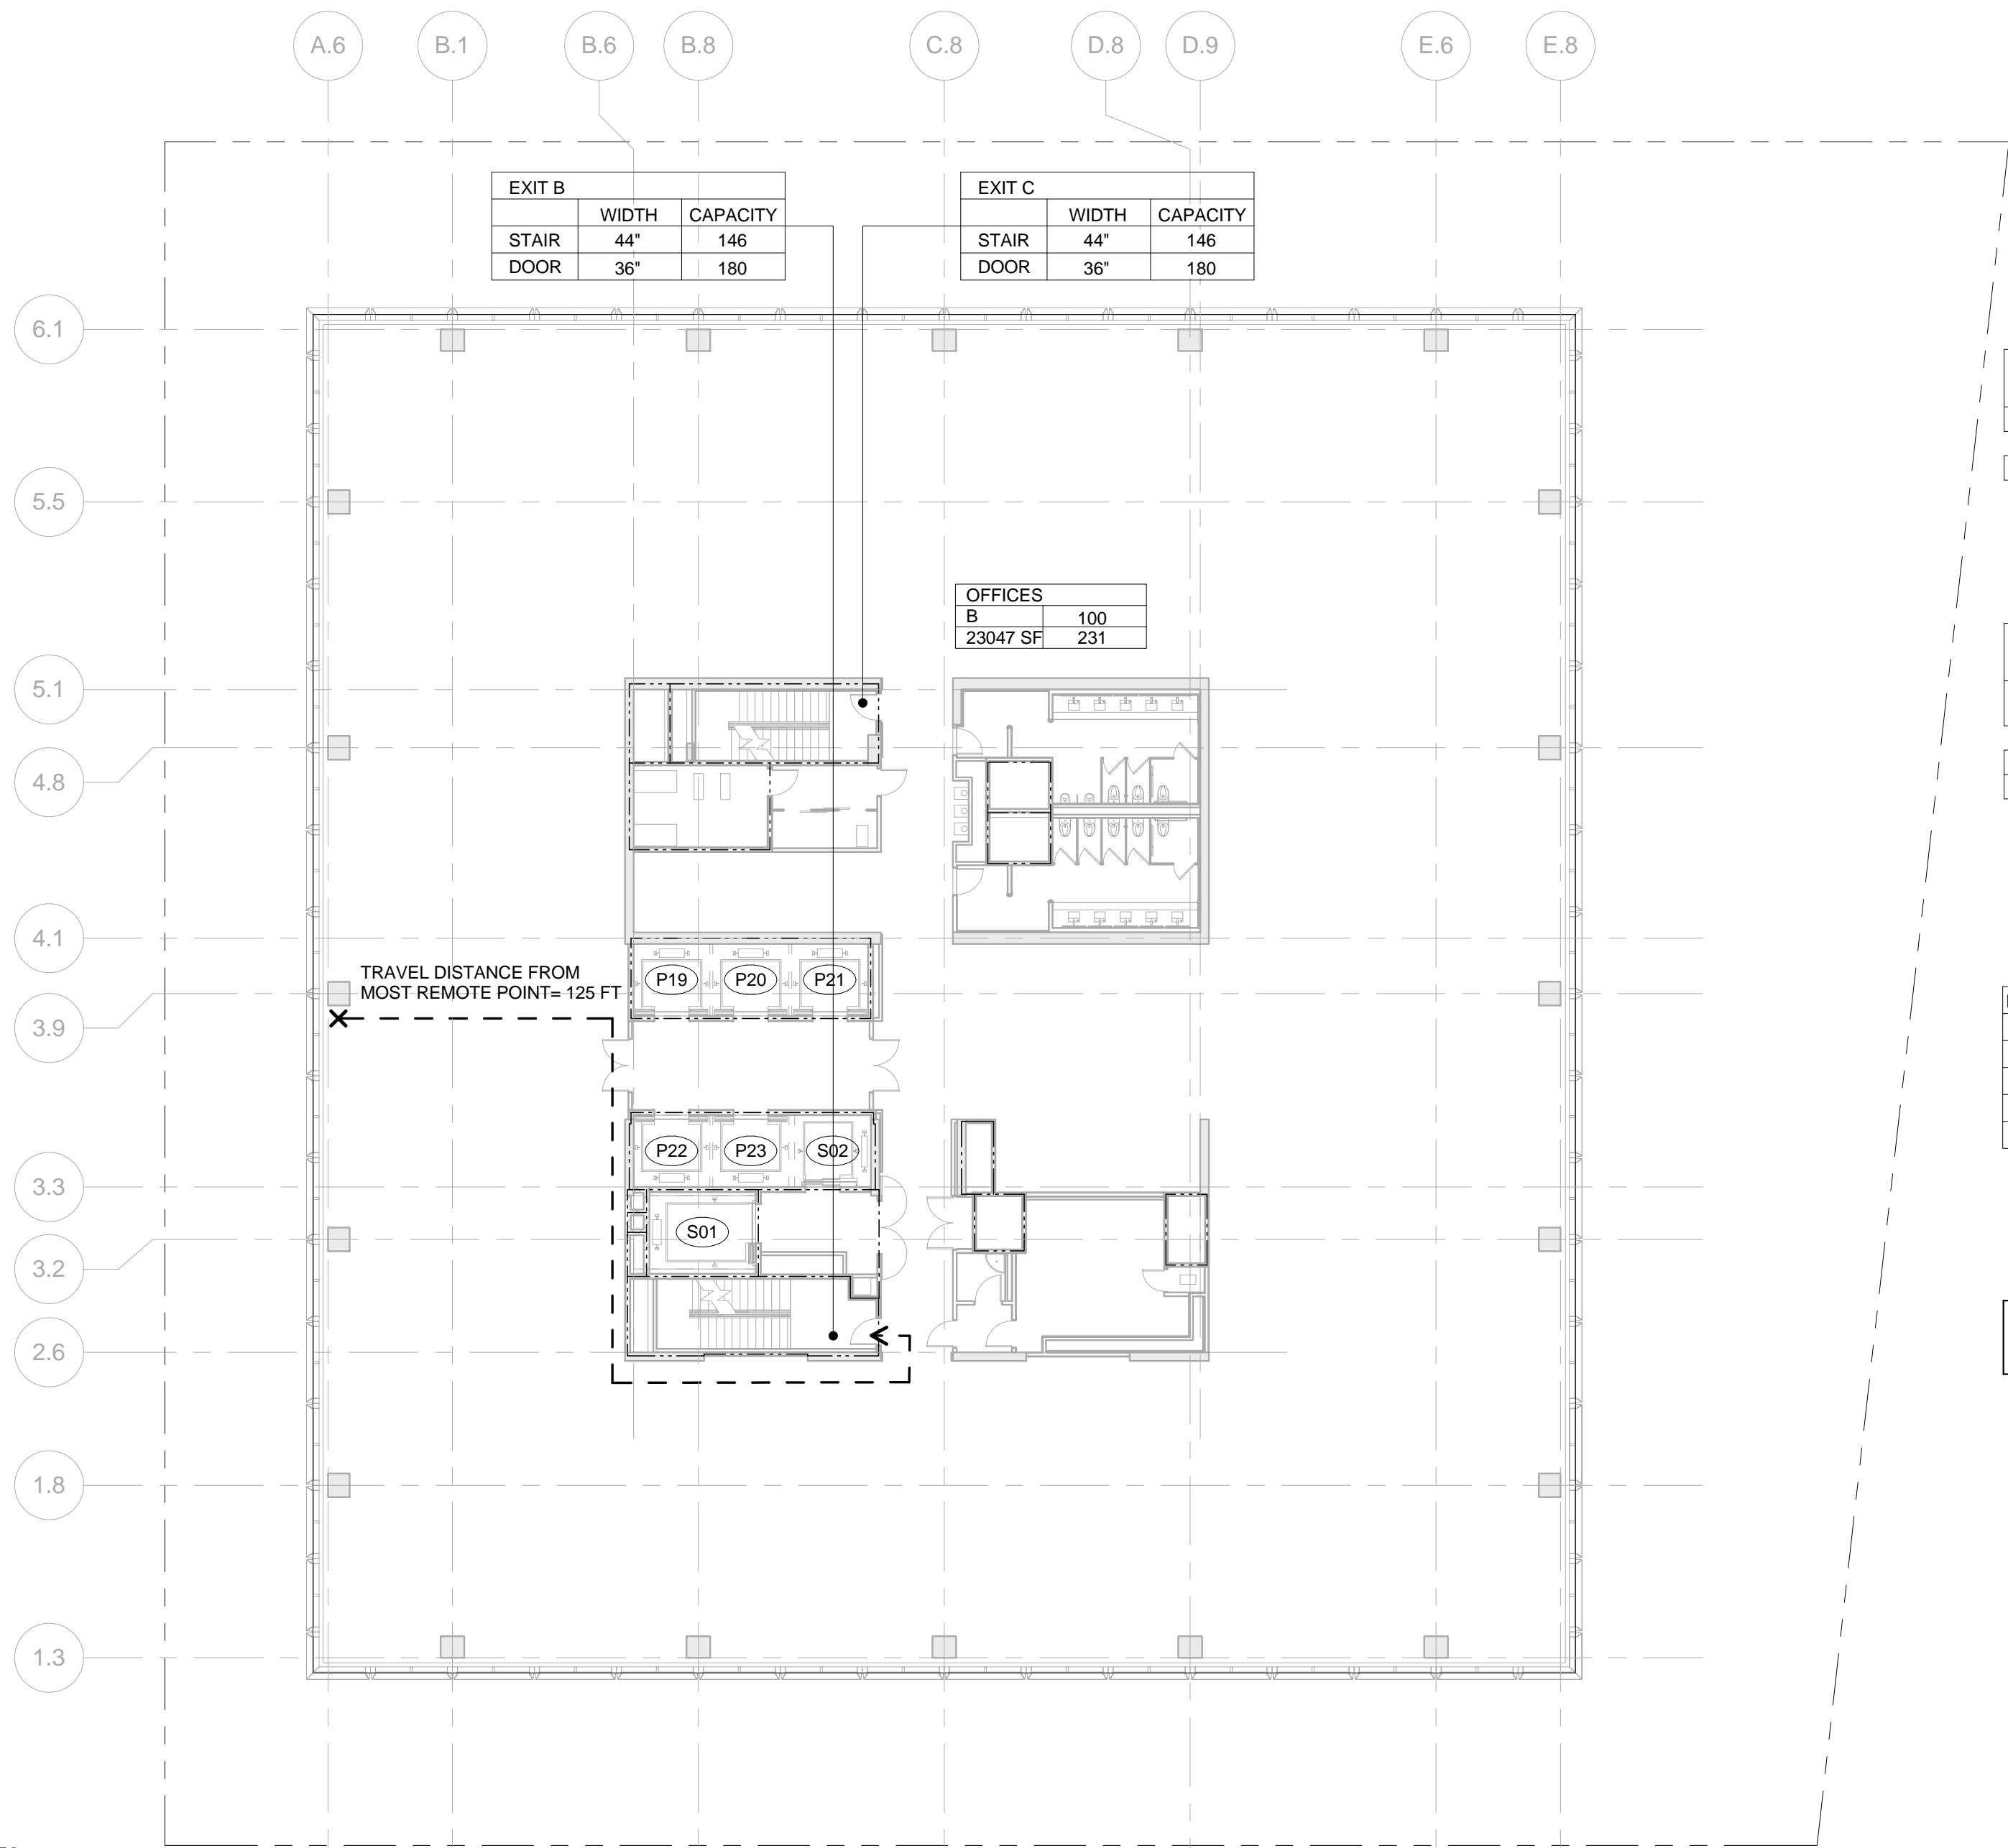 A.6 B.1 B.6 B.8 C.8 D.8 D.9 E.6 E.8
EXIT B
WIDTH CAPACITY
STAIR 44" 146
DOOR 36" 180
EXIT C
WIDTH CAPACITY
STAIR 44" 146
DOOR 36" 180
6.1
5.5
OFFICES
B 100
23047 SF 231
5.1
4.8
4.1
TRAVEL DISTANCE FROM
MOST REMOTE POINT= 125 FT
P19 P20 P21
3.9
P22 P23 S02
3.3
S01
3.2
2.6
1.8
1.3